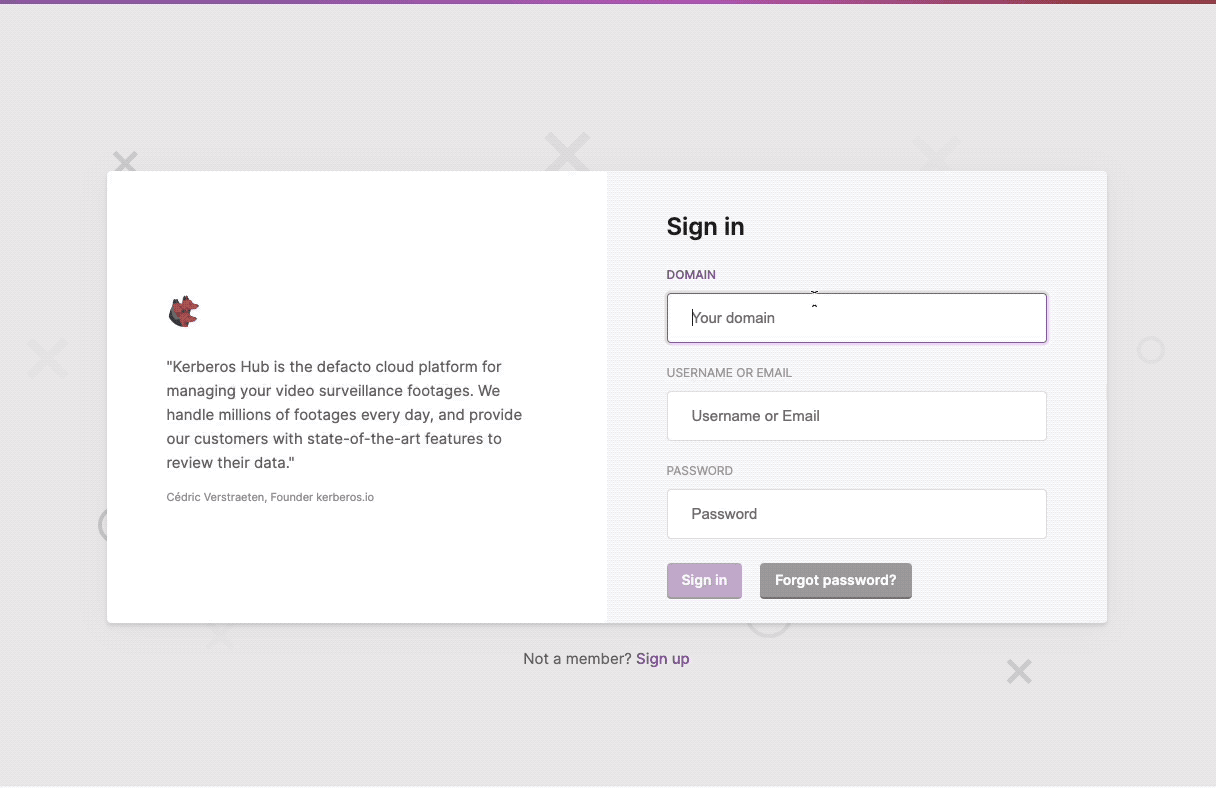 "Kerberos Hub is the defacto cloud platform for
managing your video surveillance footages. We
handle millions of footages every day, and provide
our customers with state-of-the-art features to
review their data."
Cédric Verstraeten, Founder kerberos.io
Sign in
DOMAIN
Your domain
USERNAME OR EMAIL
Username or Email
PASSWORD
Password
Sign in
Forgot password?
Not a member? Sign up